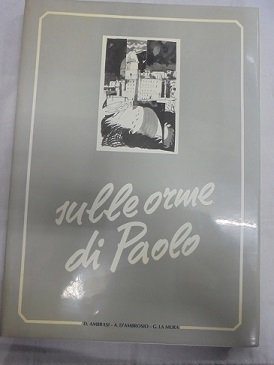 sulle orme
di Paolo
D. AMBRASI - A. D'AMBROSIO - G. LA MURA